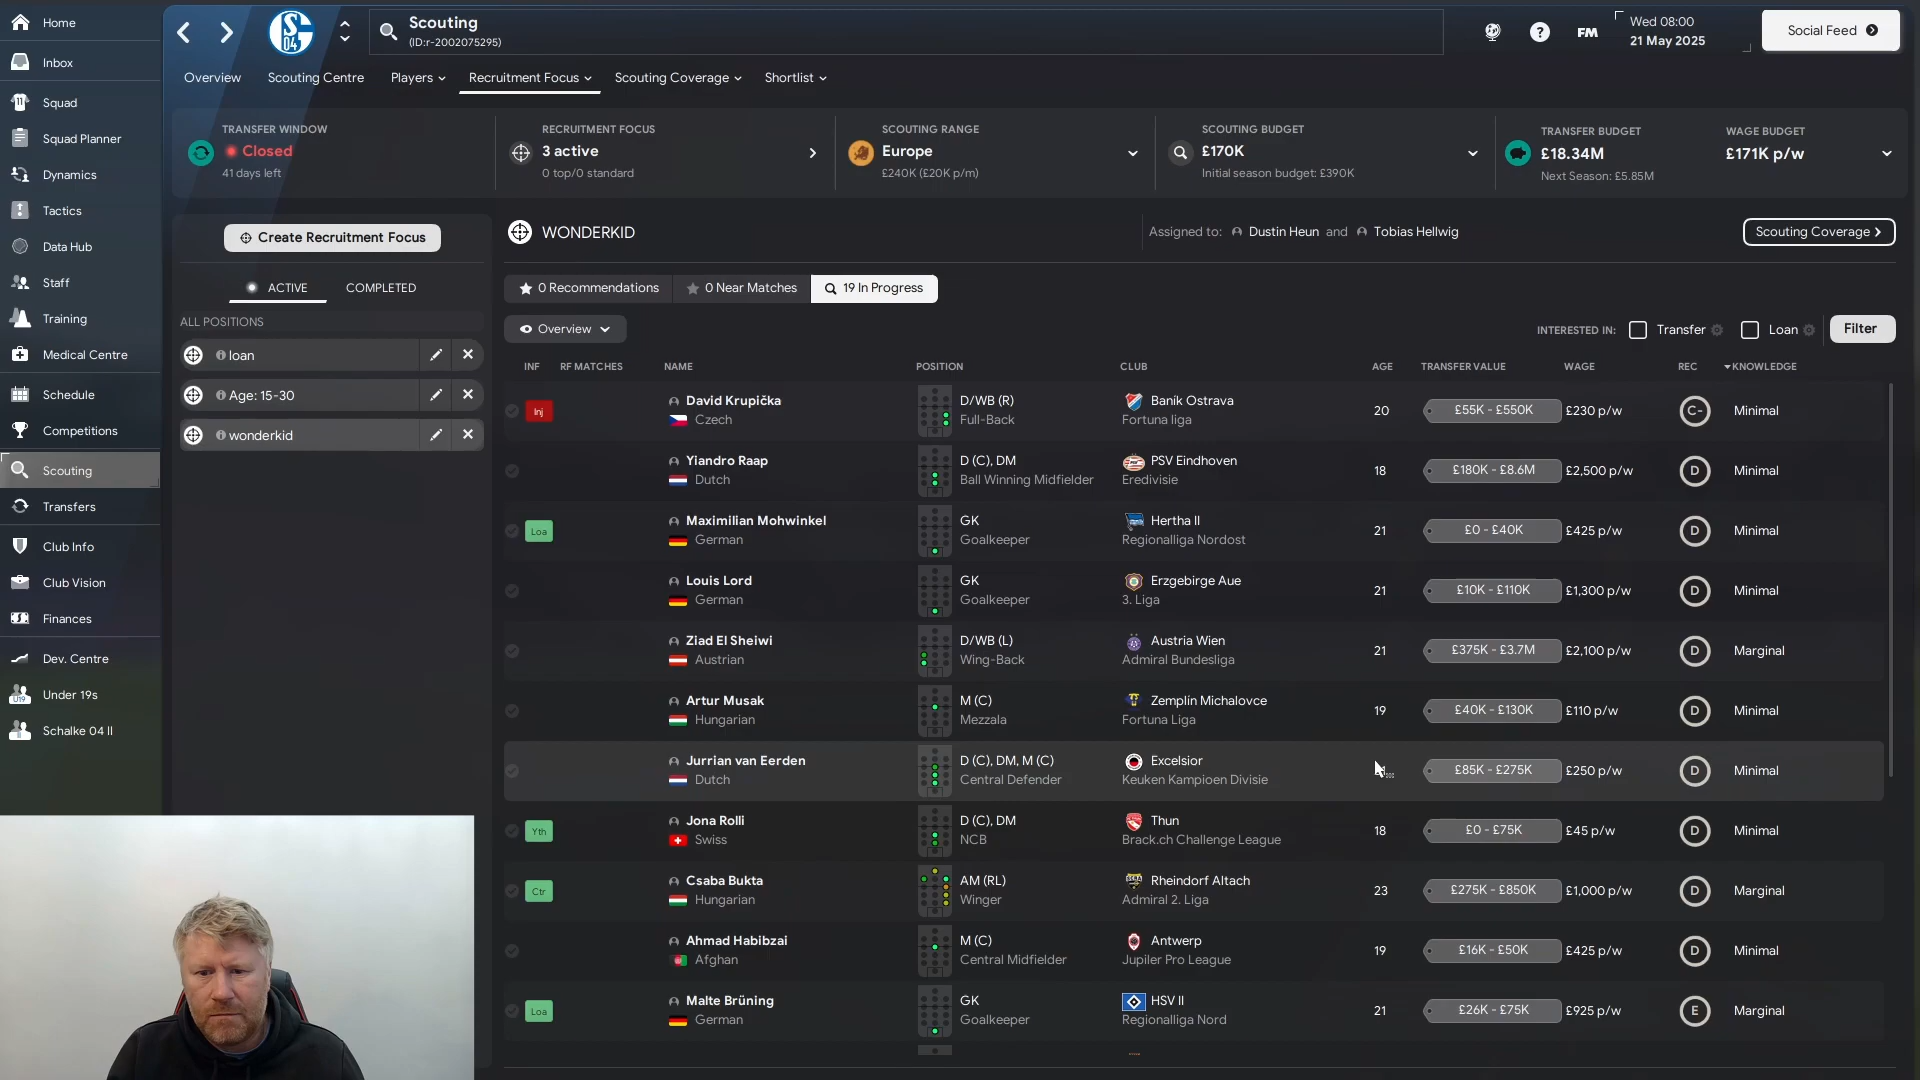 Home
Inbox
Squad
Squad Planner
Dynamics
Tactics
Data Hub
Staff
Training
Medical Centre
Schedule
Competitions
Scouting
Transfers
Club Info
Club Vision
Finances
Dev. Centre
Under 19s
Schalke 04 II
Scouting
(ID:r-2002075295)
FM
Wed 08:00
21 May 2025
Social Feed
Overview Scouting Centre Players Recruitment Focus Scouting Coverage Shortlist
TRANSFER WINDOW
Closed
41 days left
RECRUITMENT FOCUS
3 active
0 top/0 standard
SCOUTING RANGE
Europe
£240K (£20K p/m)
SCOUTING BUDGET
£170K
Initial season budget: £390K
TRANSFER BUDGET
£18.34M
Next Season: £5.85M
WAGE BUDGET
£171K p/w
Create Recruitment Focus
ACTIVE COMPLETED
ALL POSITIONS
loan
Age: 15-30
wonderkid
WONDERKID
Assigned to: Dustin Heun and Tobias Hellwig
Scouting Coverage
0 Recommendations 0 Near Matches 19 In Progress
Overview
INTERESTED IN: Transfer Loan Filter
INF RF MATCHES NAME POSITION CLUB AGE TRANSFER VALUE WAGE REC KNOWLEDGE
Inj David Krupička D/WB (R) Baník Ostrava 20 £55K - £550K £230 p/w C- Minimal
Czech Full-Back Fortuna liga
Yiandro Raap D (C), DM PSV Eindhoven 18 £180K - £8.6M £2,500 p/w D Minimal
Dutch Ball Winning Midfielder Eredivisie
Loa Maximilian Mohwinkel GK Hertha II 21 £0 - £40K £425 p/w D Minimal
German Goalkeeper Regionalliga Nordost
Louis Lord GK Erzgebirge Aue 21 £10K - £110K £1,300 p/w D Minimal
German Goalkeeper 3. Liga
Ziad El Sheiwi D/WB (L) Austria Wien 21 £375K - £3.7M £2,100 p/w D Marginal
Austrian Wing-Back Admiral Bundesliga
Artur Musak M (C) Zemplín Michalovce 19 £40K - £130K £110 p/w D Minimal
Hungarian Mezzala Fortuna Liga
Jurrian van Eerden D (C), DM, M (C) Excelsior £85K - £275K £250 p/w D Minimal
Dutch Central Defender Keuken Kampioen Divisie
Yth Jona Rolli D (C), DM Thun 18 £0 - £75K £45 p/w D Minimal
Swiss NCB Brack.ch Challenge League
Ctr Csaba Bukta AM (RL) Rheindorf Altach 23 £275K - £850K £1,000 p/w D Marginal
Hungarian Winger Admiral 2. Liga
Ahmad Habibzai M (C) Antwerp 19 £16K - £50K £425 p/w D Minimal
Afghan Central Midfielder Jupiler Pro League
Loa Malte Brüning GK HSV II 21 £26K - £75K £925 p/w E Marginal
German Goalkeeper Regionalliga Nord